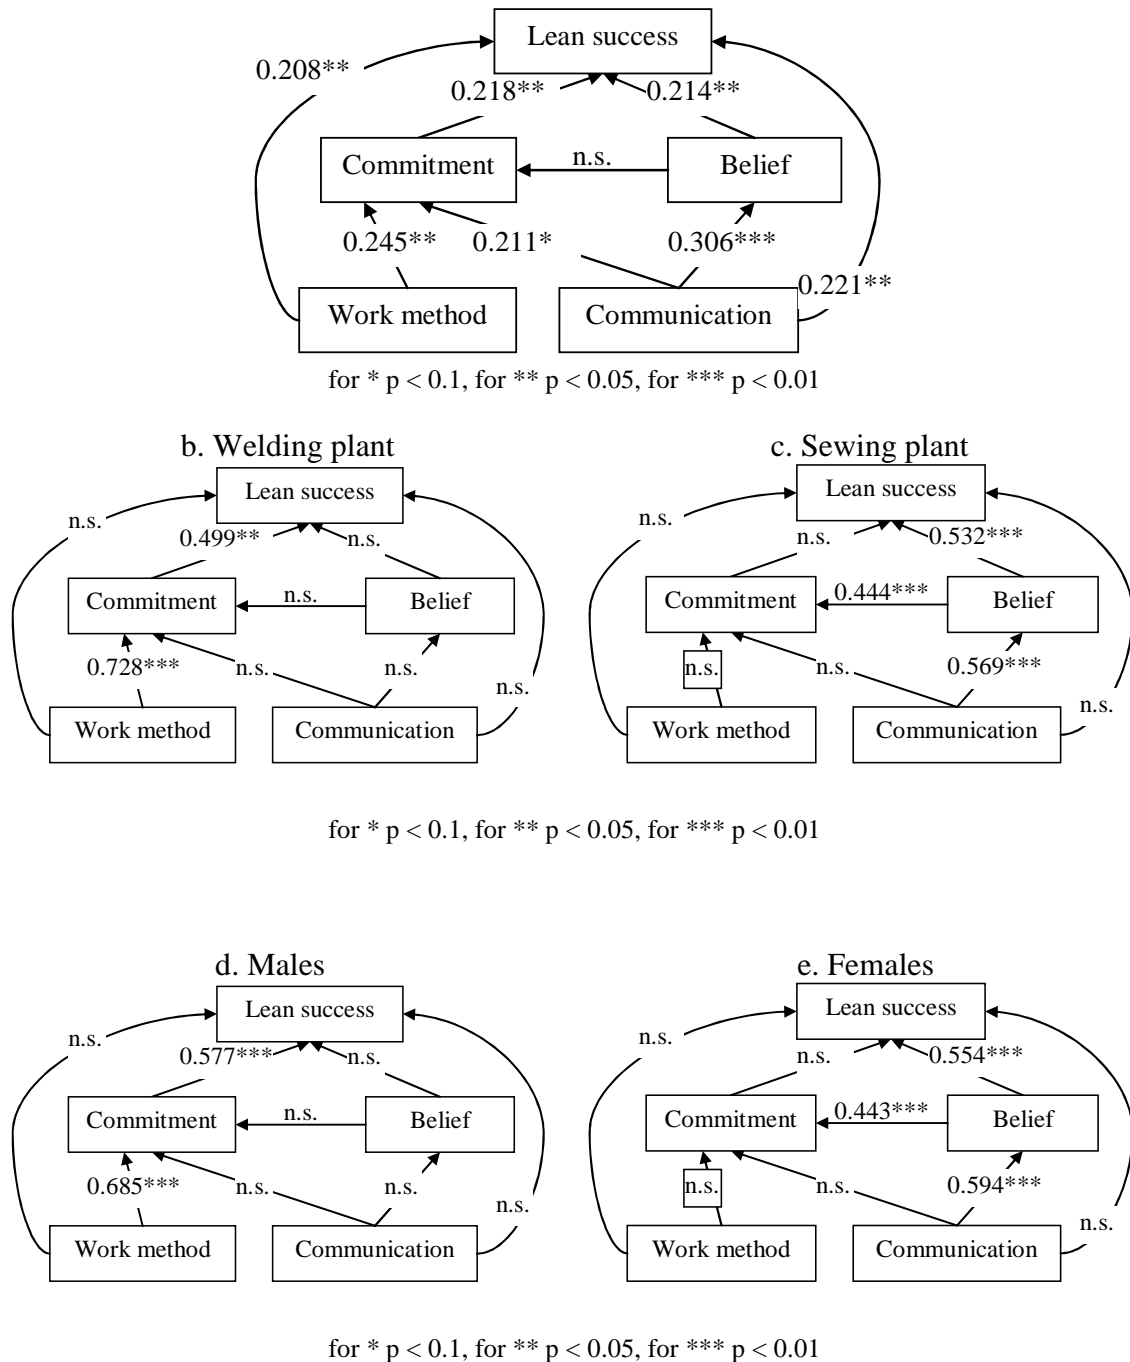 Lean success
0.208**
0.218**
0.214**
Commitment
n.s.
Belief
0.245**
0.211*
0.306***
0.221**
Work method
Communication
for * p < 0.1, for ** p < 0.05, for *** p < 0.01
b. Welding plant
Lean success
n.s.
0.499**
n.s.
Commitment
n.s.
Belief
0.728***
n.s.
n.s.
n.s.
Work method
Communication
c. Sewing plant
Lean success
n.s.
n.s.
0.532***
Commitment
0.444***
Belief
n.s.
n.s.
0.569***
n.s.
Work method
Communication
for * p < 0.1, for ** p < 0.05, for *** p < 0.01
d. Males
Lean success
n.s.
0.577***
n.s.
Commitment
n.s.
Belief
0.685***
n.s.
n.s.
n.s.
Work method
Communication
e. Females
Lean success
n.s.
n.s.
0.554***
Commitment
0.443***
Belief
n.s.
n.s.
0.594***
n.s.
Work method
Communication
for * p < 0.1, for ** p < 0.05, for *** p < 0.01